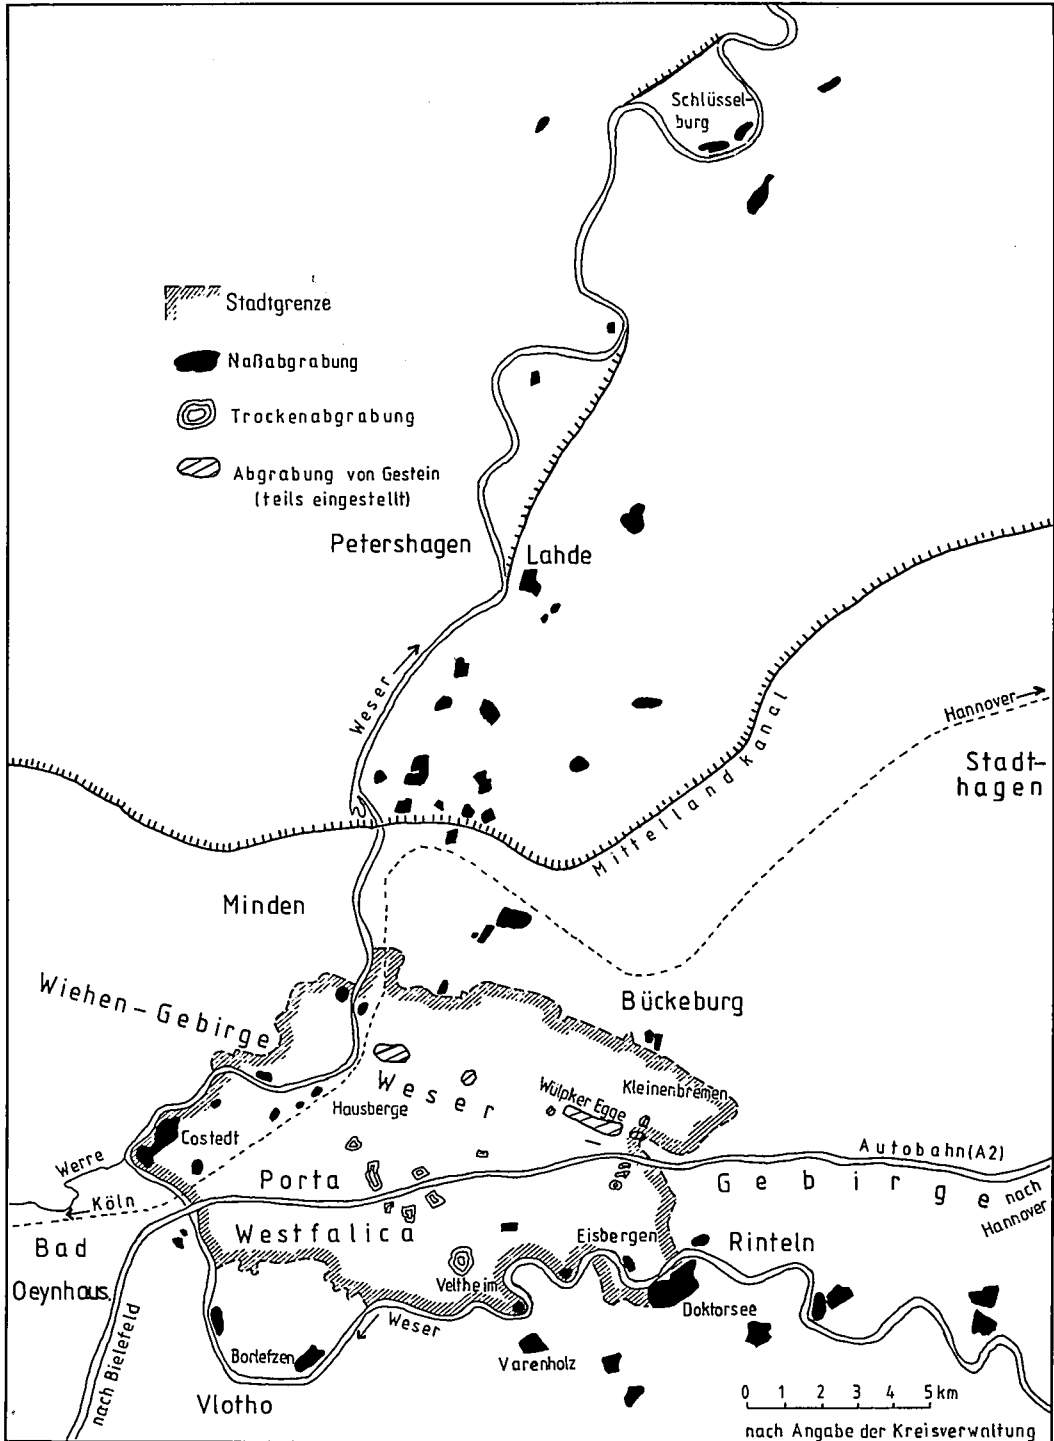 Schlüssel-
burg
Stadtgrenze
Naßabgrabung
Trockenabgrabung
Abgrabung von Gestein
(teils eingestellt)
Petershagen
Lahde
Weser
Hannover
Stadt-
hagen
Mittellandkanal
Minden
Wiehen-Gebirge
Bückeburg
Weser
Wülpker Egge
Kleinenbremen
Hausberge
Costedt
Werre
Autobahn (A2)
Porta
Gebirge
nach
Hannover
Köln
Westfalica
Eisbergen
Rinteln
Bad
Oeynhaus.
Veltheim
Doktorsee
Weser
nach Bielefeld
Borlefzen
Varenholz
Vlotho
0 1 2 3 4 5 km
nach Angabe der Kreisverwaltung